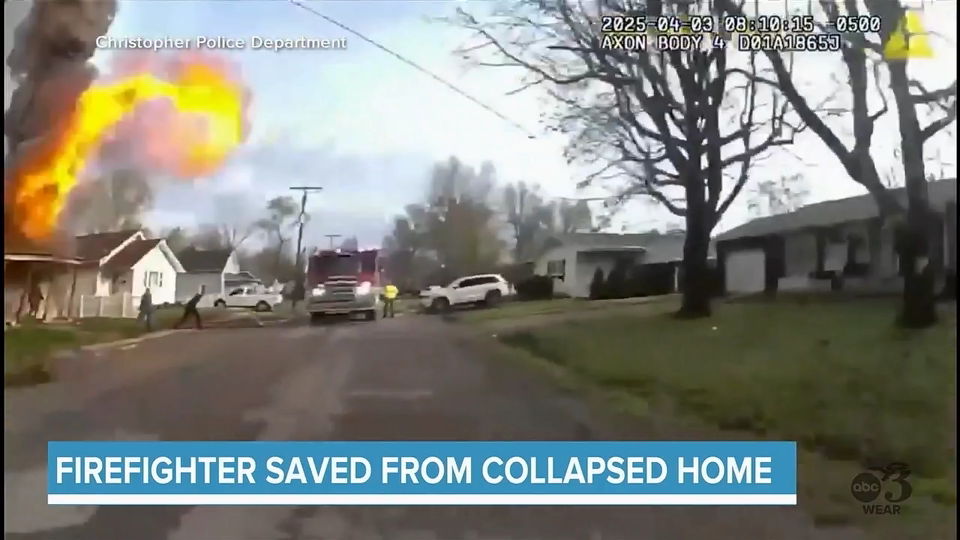 2025-04-03 08:10:15 -0500
AXON BODY 4 D01A1865J
Christopher Police Department
FIREFIGHTER SAVED FROM COLLAPSED HOME
abc 3
WEAR